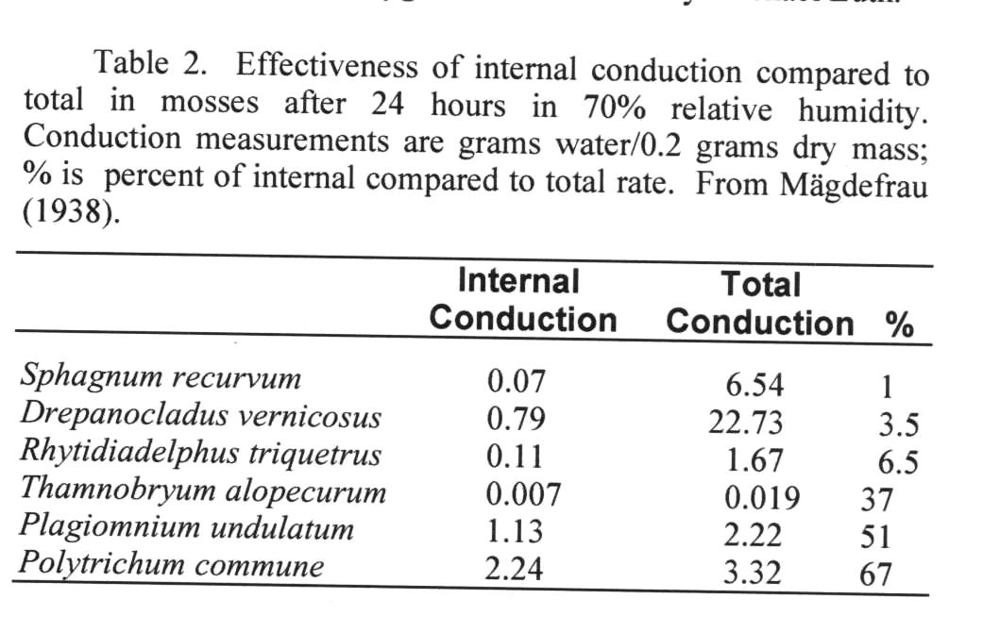 Table 2. Effectiveness of internal conduction compared to
total in mosses after 24 hours in 70% relative humidity.
Conduction measurements are grams water/0.2 grams dry mass;
% is percent of internal compared to total rate. From Mägdefrau
(1938).
Internal Total
Conduction Conduction %
Sphagnum recurvum 0.07 6.54 1
Drepanocladus vernicosus 0.79 22.73 3.5
Rhytidiadelphus triquetrus 0.11 1.67 6.5
Thamnobryum alopecurum 0.007 0.019 37
Plagiomnium undulatum 1.13 2.22 51
Polytrichum commune 2.24 3.32 67